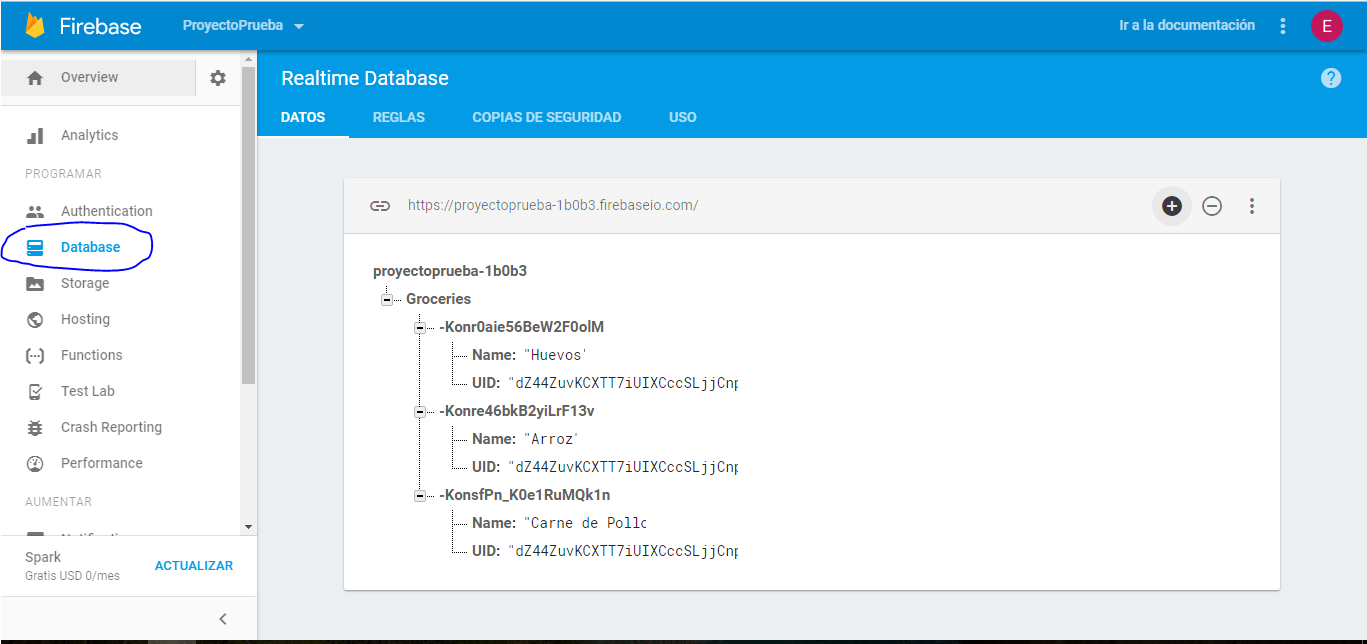 Firebase ProyectoPrueba Ir a la documentación E
Overview
Analytics
PROGRAMAR
Authentication
Database
Storage
Hosting
Functions
Test Lab
Crash Reporting
Performance
AUMENTAR
Spark
Gratis USD 0/mes
ACTUALIZAR
Realtime Database ?
DATOS REGLAS COPIAS DE SEGURIDAD USO
https://proyectoprueba-1b0b3.firebaseio.com/
proyectoprueba-1b0b3
Groceries
-Konr0aie56BeW2F0olM
Name: "Huevos"
UID: "dZ44ZuvKCXTT7iUIXCccSLjjCnp
-Konre46bkB2yiLrF13v
Name: "Arroz"
UID: "dZ44ZuvKCXTT7iUIXCccSLjjCnp
-KonsfPn_K0e1RuMQk1n
Name: "Carne de Pollo
UID: "dZ44ZuvKCXTT7iUIXCccSLjjCnp